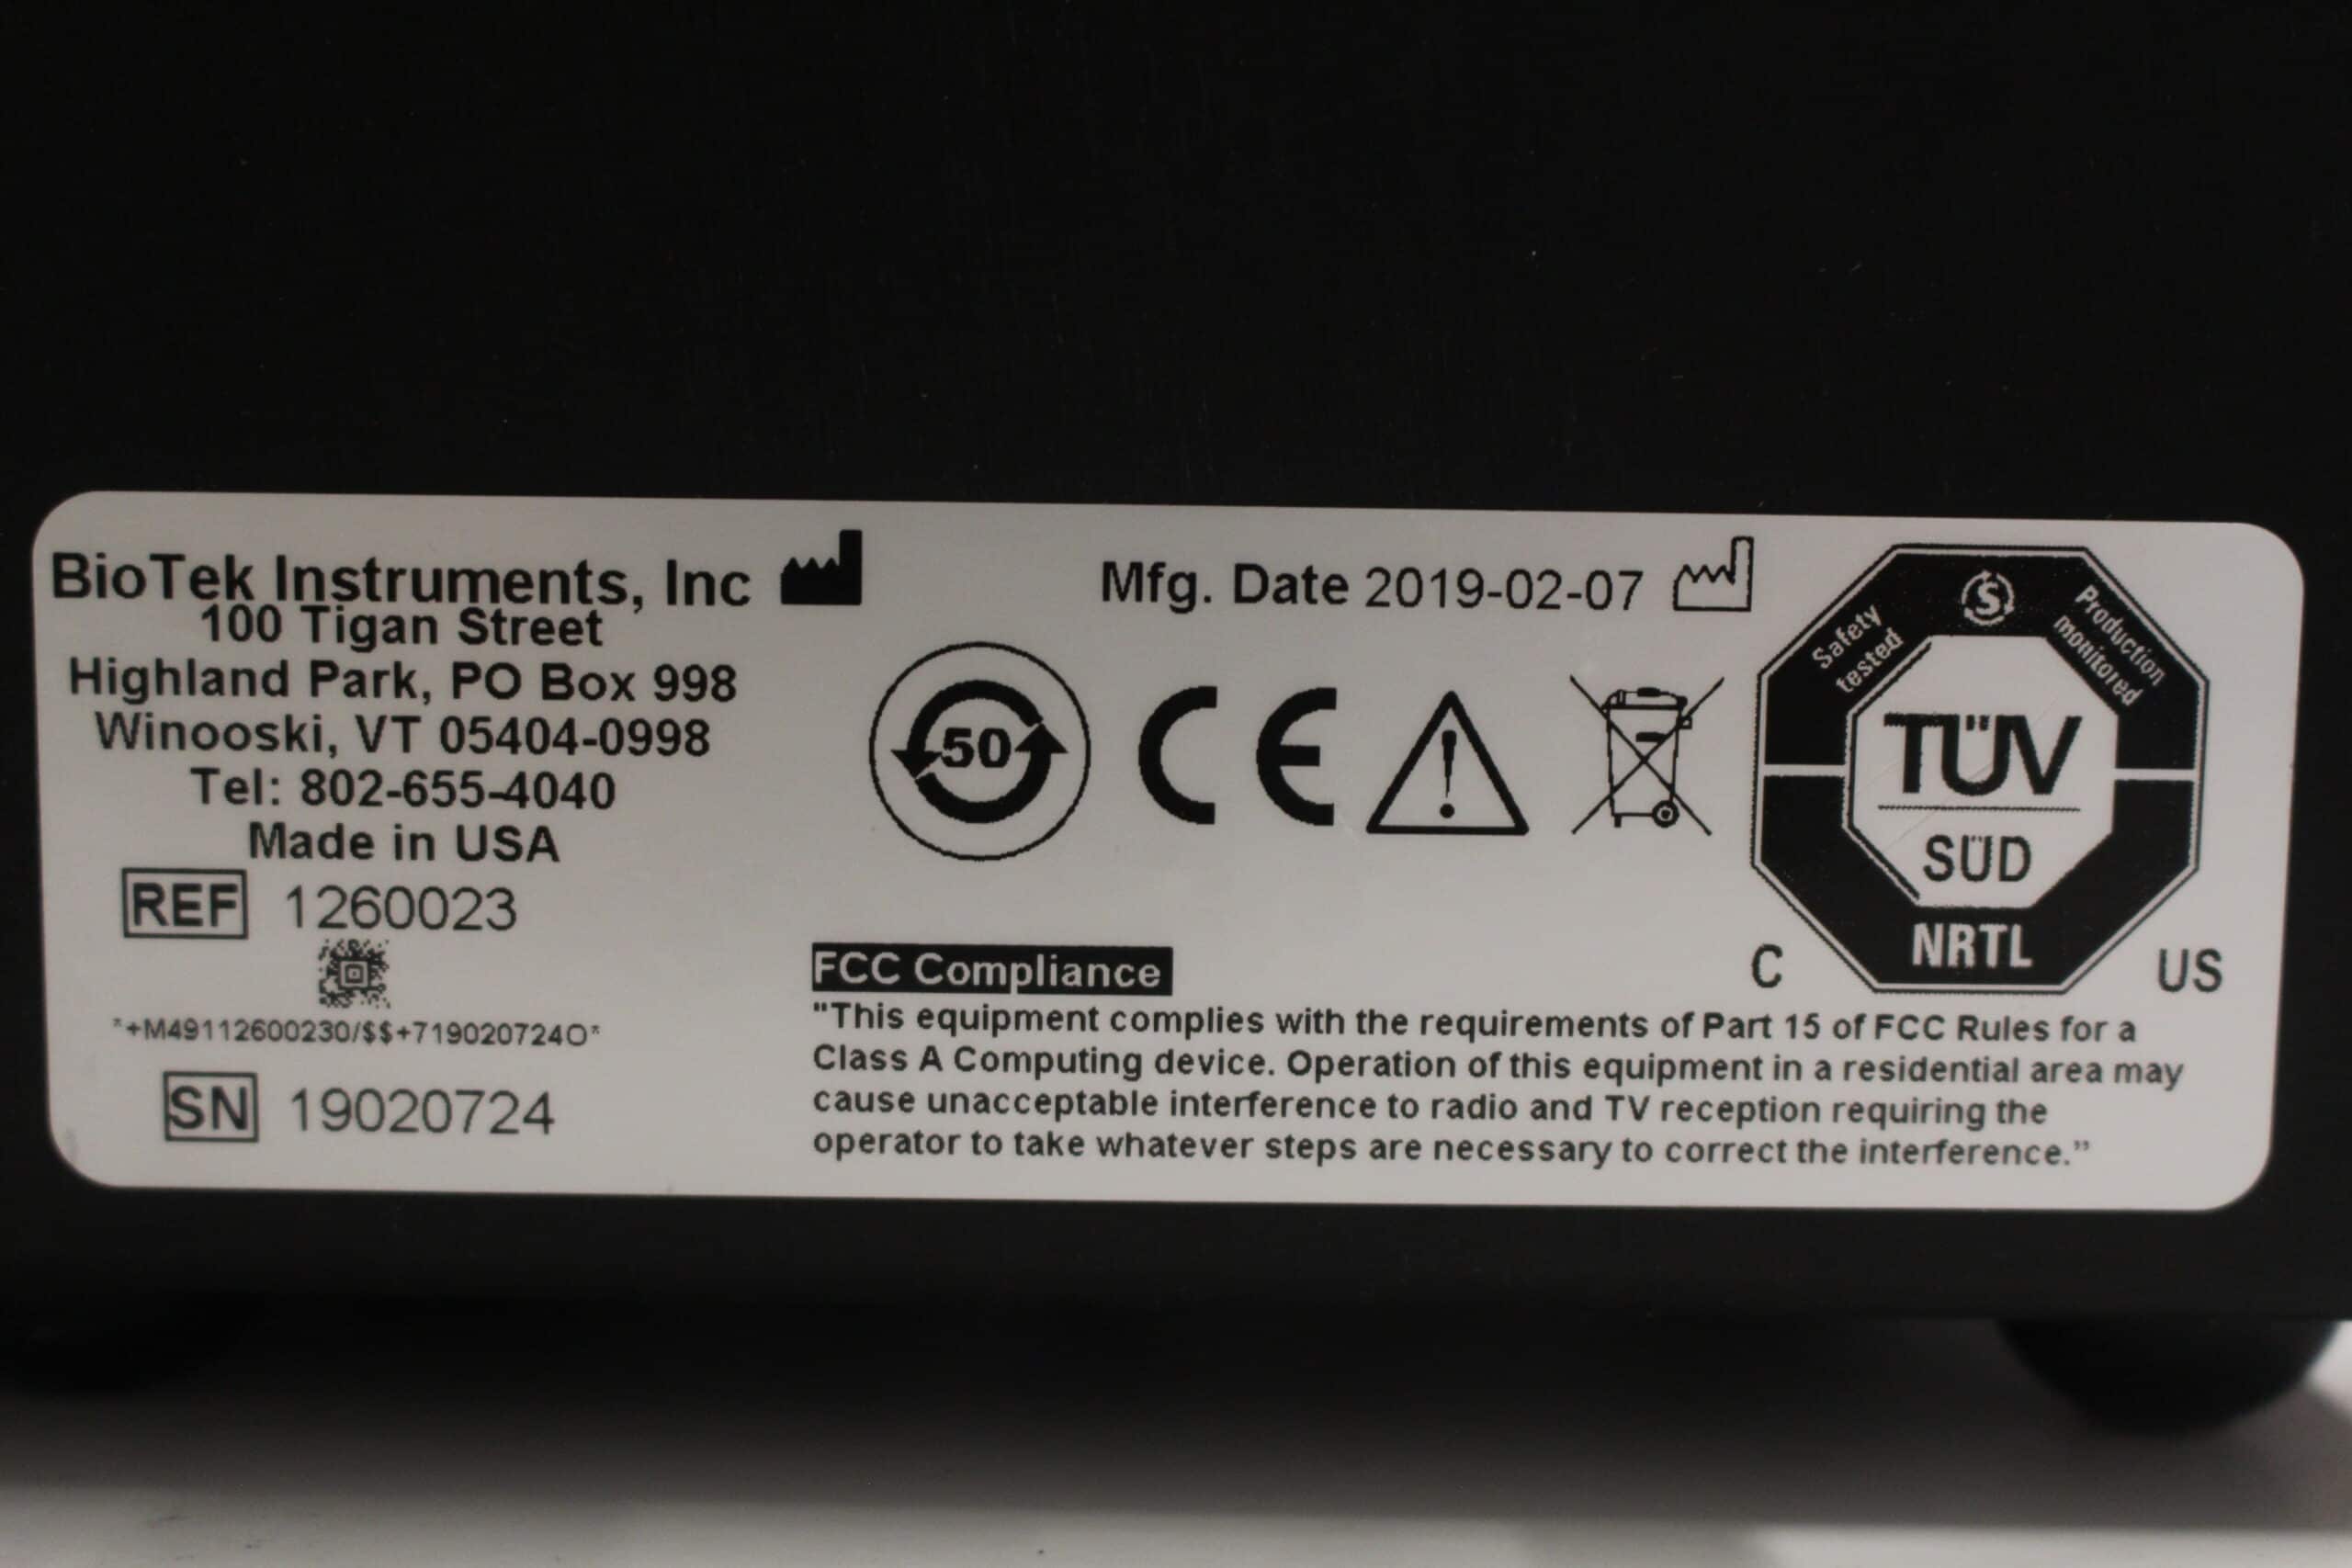 BioTek Instruments, Inc
100 Tigan Street
Highland Park, PO Box 998
Winooski, VT 05404-0998
Tel: 802-655-4040
Made in USA
REF 1260023
*+M49112600230/$$+719020724O*
SN 19020724
Mfg. Date 2019-02-07
50
CE
FCC Compliance
"This equipment complies with the requirements of Part 15 of FCC Rules for a
Class A Computing device. Operation of this equipment in a residential area may
cause unacceptable interference to radio and TV reception requiring the
operator to take whatever steps are necessary to correct the interference."
Safety
tested
S
Production
monitored
TÜV
SÜD
NRTL
C
US